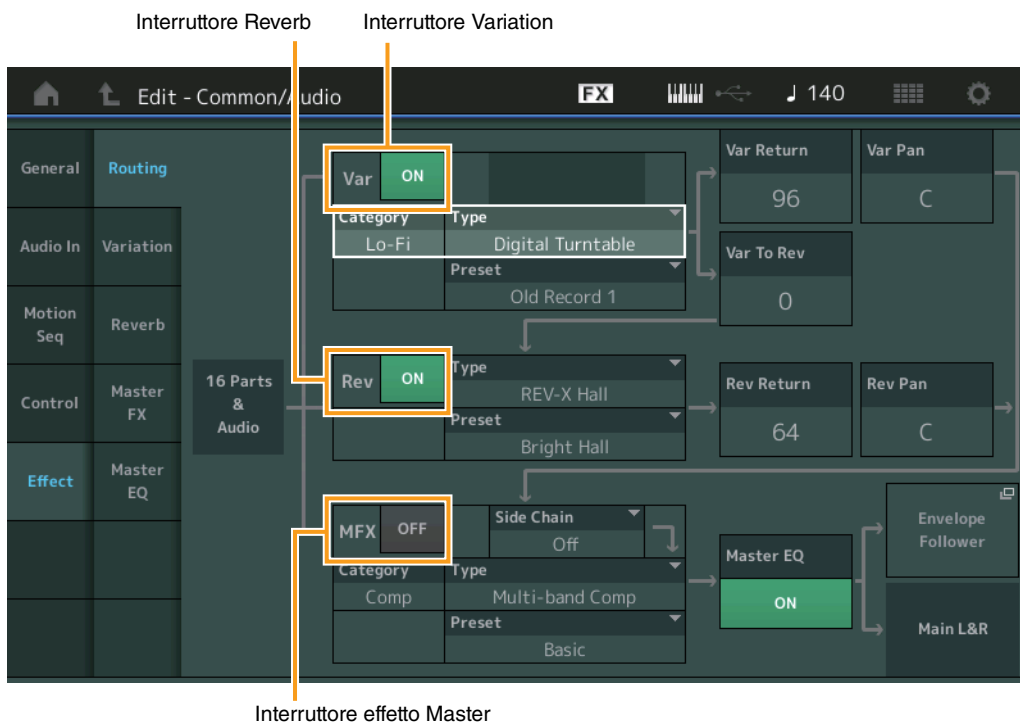 Interruttore Reverb
Interruttore Variation
Edit - Common/Audio
FX
140
General
Audio In
Motion
Seq
Control
Effect
Routing
Variation
Reverb
Master
FX
Master
EQ
16 Parts
&
Audio
Var ON
Category
Lo-Fi
Type
Digital Turntable
Preset
Old Record 1
Var Return
96
Var Pan
C
Var To Rev
0
Rev ON
Type
REV-X Hall
Preset
Bright Hall
Rev Return
64
Rev Pan
C
MFX OFF
Side Chain
Off
Category
Comp
Type
Multi-band Comp
Preset
Basic
Master EQ
ON
Envelope
Follower
Main L&R
Interruttore effetto Master